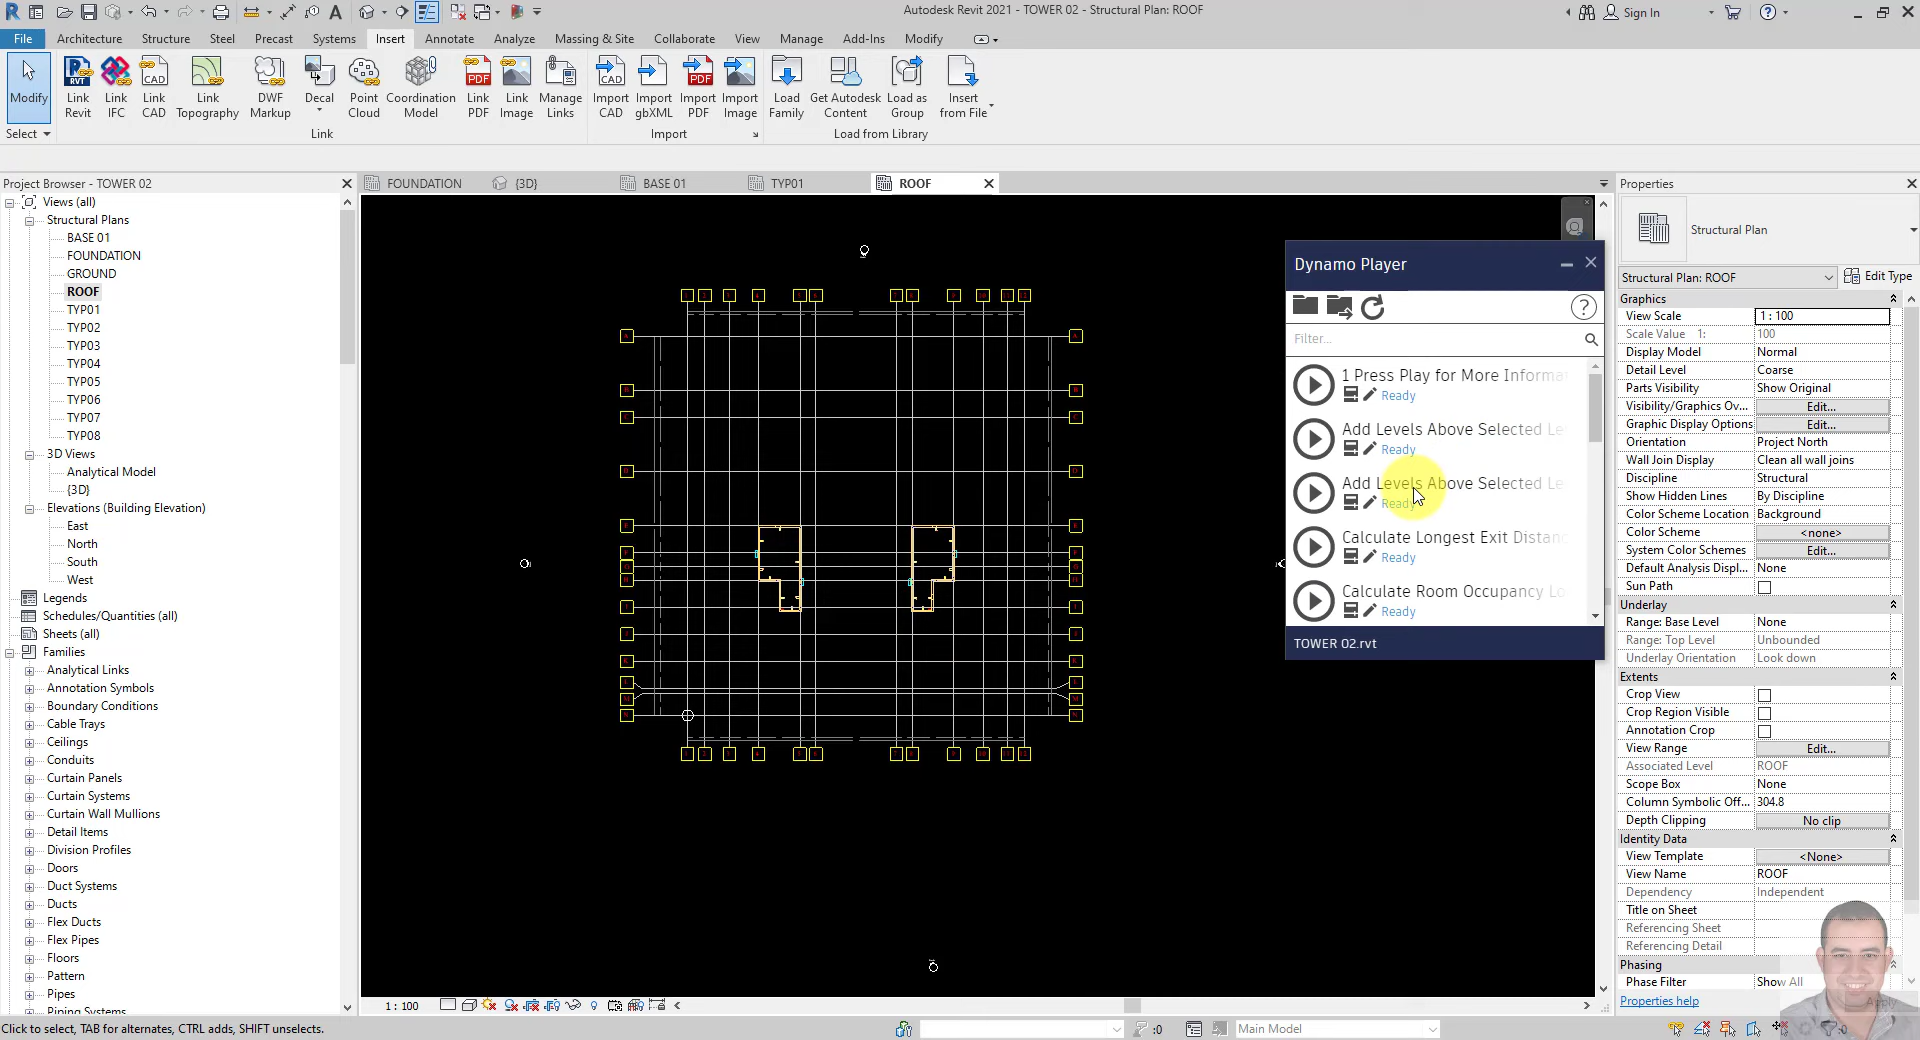 Autodesk Revit 2021 - TOWER 02 - Structural Plan: ROOF
Sign In
File Architecture Structure Steel Precast Systems Insert Annotate Analyze Massing & Site Collaborate View Manage Add-Ins Modify
Modify
Link Revit
Link IFC
Link CAD
Link Topography
DWF Markup
Decal
Point Cloud
Coordination Model
Link PDF
Link Image
Manage Links
Import CAD
Import gbXML
Import PDF
Import Image
Load Family
Get Autodesk Content
Load as Group
Insert from File
Select
Link
Import
Load from Library
Project Browser - TOWER 02
FOUNDATION
{3D}
BASE 01
TYP01
ROOF
Properties
Views (all)
Structural Plans
BASE 01
FOUNDATION
GROUND
ROOF
TYP01
TYP02
TYP03
TYP04
TYP05
TYP06
TYP07
TYP08
3D Views
Analytical Model
{3D}
Elevations (Building Elevation)
East
North
South
West
Legends
Schedules/Quantities (all)
Sheets (all)
Families
Analytical Links
Annotation Symbols
Boundary Conditions
Cable Trays
Ceilings
Conduits
Curtain Panels
Curtain Systems
Curtain Wall Mullions
Detail Items
Division Profiles
Doors
Duct Systems
Ducts
Flex Ducts
Flex Pipes
Floors
Pattern
Pipes
Piping Systems
Dynamo Player
Filter...
1 Press Play for More Informa
Ready
Add Levels Above Selected Le
Ready
Add Levels Above Selected Le
Ready
Calculate Longest Exit Distan
Ready
Calculate Room Occupancy Lo
Ready
TOWER 02.rvt
Structural Plan
Structural Plan: ROOF Edit Type
Graphics
View Scale 1 : 100
Scale Value 1: 100
Display Model Normal
Detail Level Coarse
Parts Visibility Show Original
Visibility/Graphics Ov... Edit...
Graphic Display Options Edit...
Orientation Project North
Wall Join Display Clean all wall joins
Discipline Structural
Show Hidden Lines By Discipline
Color Scheme Location Background
Color Scheme <none>
System Color Schemes Edit...
Default Analysis Displ... None
Sun Path
Underlay
Range: Base Level None
Range: Top Level Unbounded
Underlay Orientation Look down
Extents
Crop View
Crop Region Visible
Annotation Crop
View Range Edit...
Associated Level ROOF
Scope Box None
Column Symbolic Off... 304.8
Depth Clipping No clip
Identity Data
View Template <None>
View Name ROOF
Dependency Independent
Title on Sheet
Referencing Sheet
Referencing Detail
Phasing
Phase Filter Show All
Properties help Apply
1 : 100
Click to select, TAB for alternates, CTRL adds, SHIFT unselects.
:0
Main Model
:0